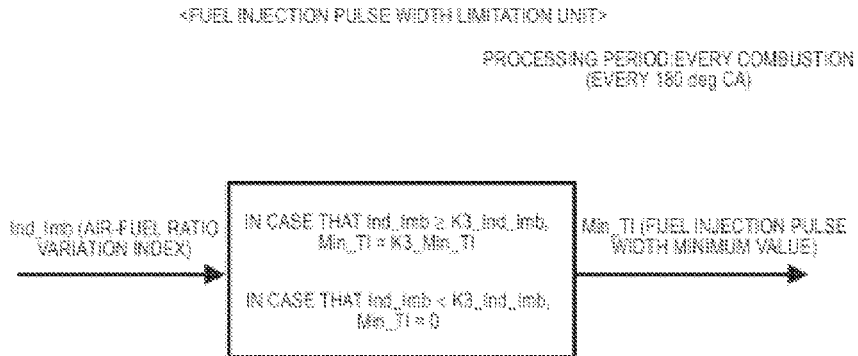 <FUEL INJECTION PULSE WIDTH LIMITATION UNIT>
PROCESSING PERIOD:EVERY COMBUSTION
(EVERY 180 deg CA)
Ind_Imb (AIR-FUEL RATIO
VARIATION INDEX)
IN CASE THAT Ind_Imb ≥ K3_Ind_Imb,
Min_TI = K3_Min_TI
IN CASE THAT Ind_Imb < K3_Ind_Imb,
Min_TI = 0
Min_TI (FUEL INJECTION PULSE
WIDTH MINIMUM VALUE)